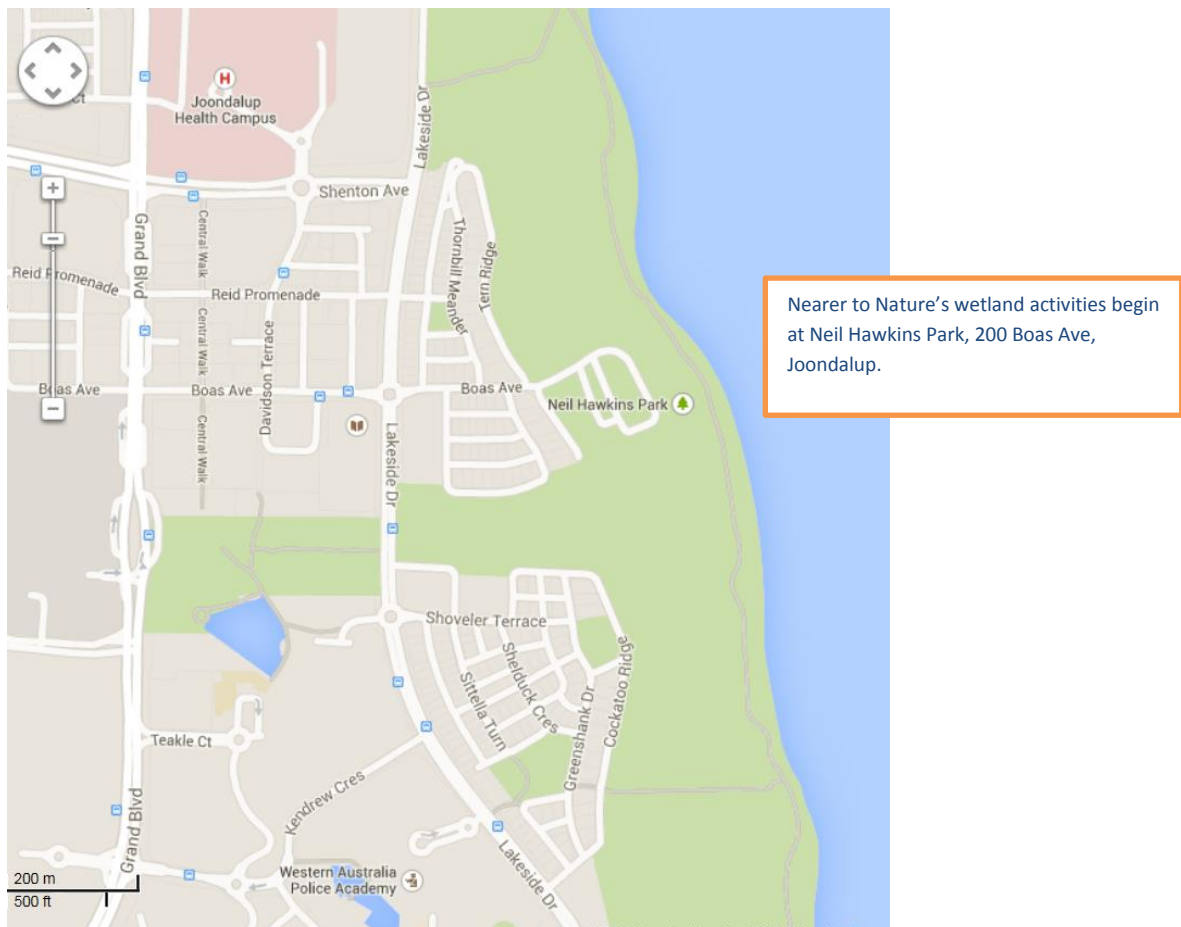 H
Joondalup
Health Campus
Ct
Lakeside Dr
Shenton Ave
Grand Blvd
Central Walk
Thornbill Meander
Tern Ridge
Reid Promenade
Reid Promenade
Central Walk
Davidson Terrace
Nearer to Nature’s wetland activities begin
at Neil Hawkins Park, 200 Boas Ave,
Joondalup.
Boas Ave
Boas Ave
Boas Ave
Neil Hawkins Park
Central Walk
Lakeside Dr
Shoveler Terrace
Shelduck Cres
Sittella Turn
Cockatoo Ridge
Greenshank Dr
Teakle Ct
Kendrew Cres
Grand Blvd
Lakeside Dr
Western Australia
Police Academy
200 m
500 ft